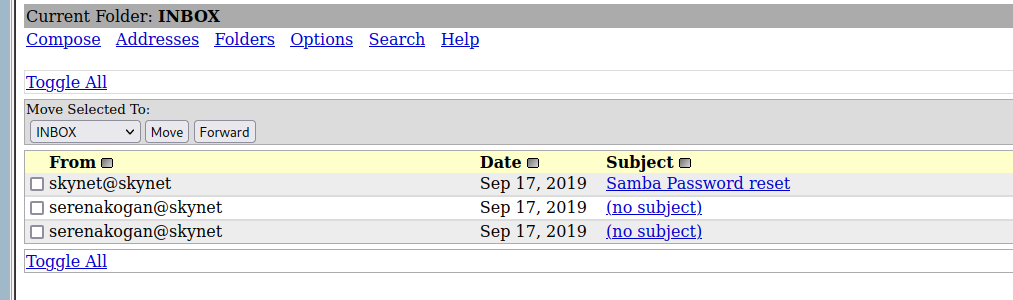 Current Folder: INBOX
Compose Addresses Folders Options Search Help
Toggle All
Move Selected To:
INBOX Move Forward
From Date Subject
skynet@skynet Sep 17, 2019 Samba Password reset
serenakogan@skynet Sep 17, 2019 (no subject)
serenakogan@skynet Sep 17, 2019 (no subject)
Toggle All